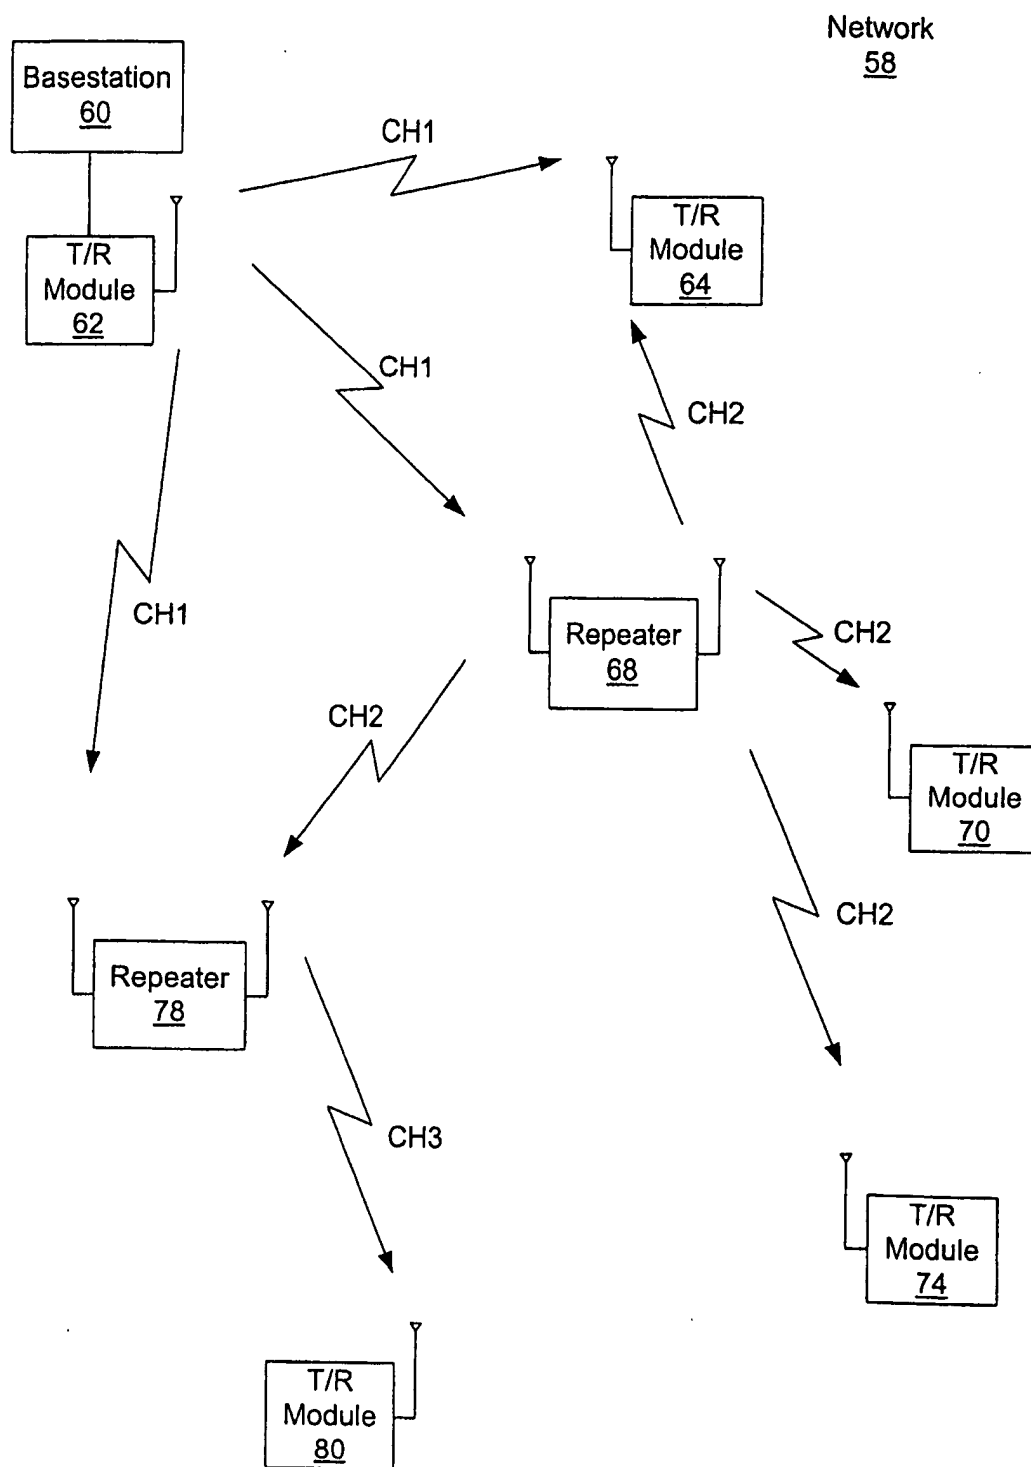 Network
58
Basestation
60
CH1
T/R
Module
62
T/R
Module
64
CH1
CH2
CH1
Repeater
68
CH2
CH2
T/R
Module
70
CH2
Repeater
78
CH3
T/R
Module
74
T/R
Module
80